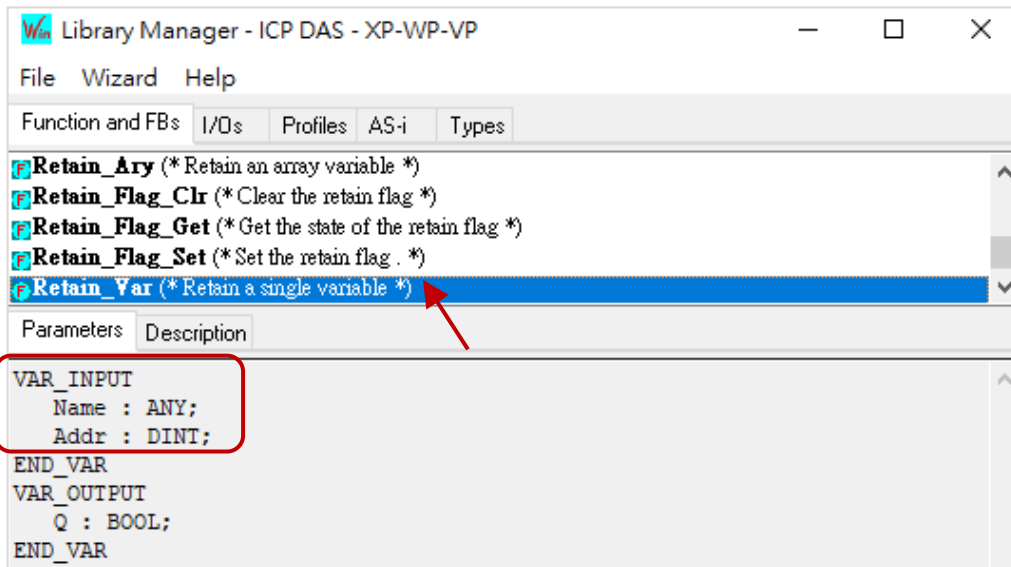 Win Library Manager - ICP DAS - XP-WP-VP
File Wizard Help
Function and FBs I/Os Profiles AS-i Types
F Retain_Ary (* Retain an array variable *)
F Retain_Flag_Clr (* Clear the retain flag *)
F Retain_Flag_Get (* Get the state of the retain flag *)
F Retain_Flag_Set (* Set the retain flag . *)
F Retain_Var (* Retain a single variable *)
Parameters Description
VAR_INPUT
Name : ANY;
Addr : DINT;
END_VAR
VAR_OUTPUT
Q : BOOL;
END_VAR